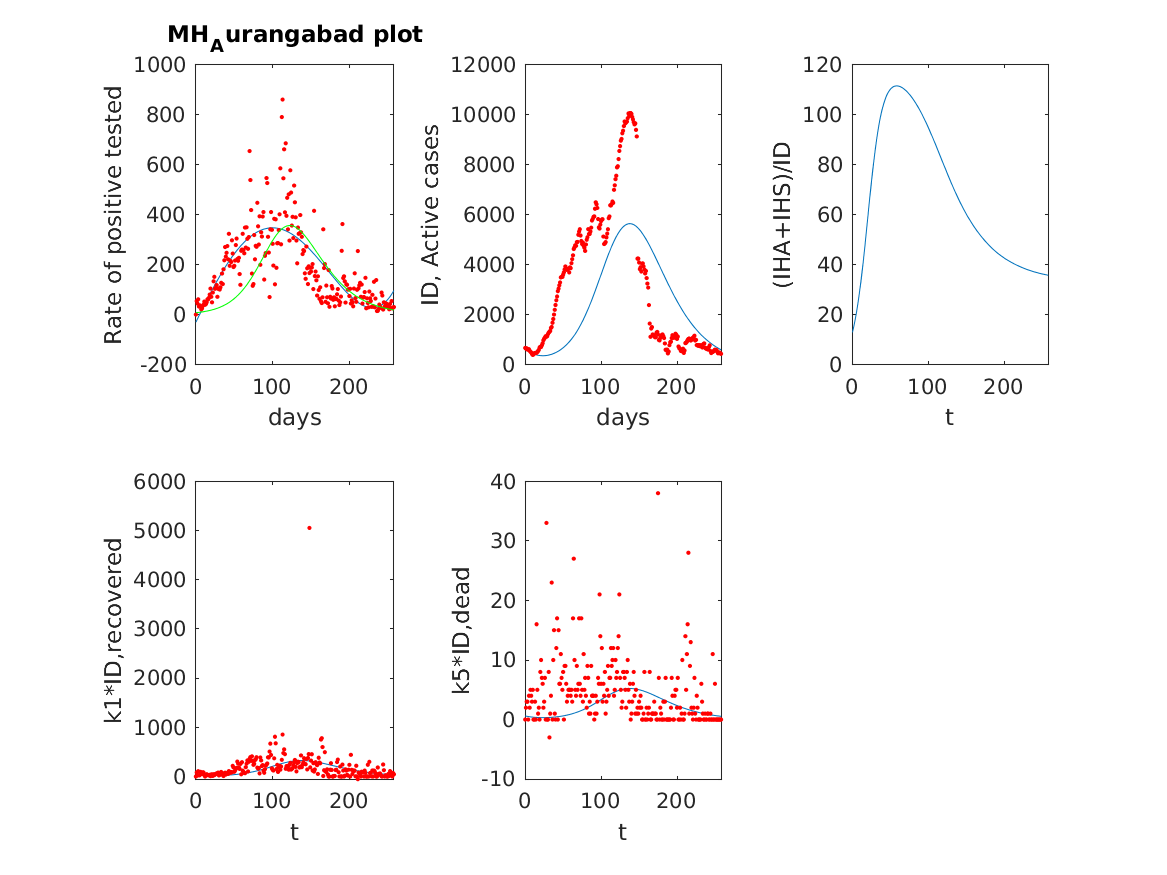 MH_Aurangabad plot
1000
800
600
400
200
0
-200
0 100 200
Rate of positive tested
days
12000
10000
8000
6000
4000
2000
0
0 100 200
ID, Active cases
days
120
100
80
60
40
20
0
0 100 200
(IHA+IHS)/ID
t
6000
5000
4000
3000
2000
1000
0
0 100 200
k1*ID,recovered
t
40
30
20
10
0
-10
0 100 200
k5*ID,dead
t